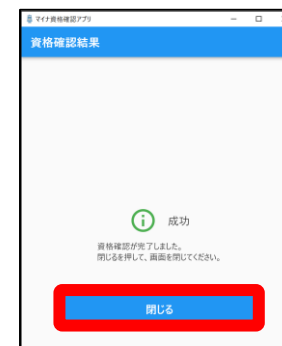 マイナ資格確認アプリ
資格確認結果
成功
資格確認が完了しました。
閉じるを押して、画面を閉じてください。
閉じる